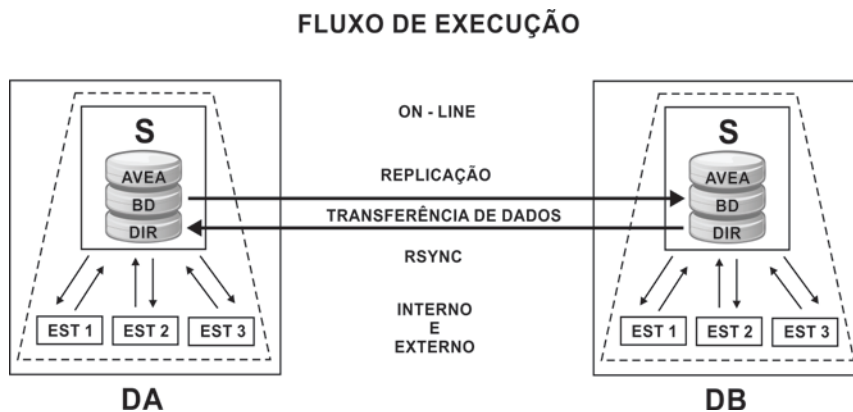 FLUXO DE EXECUÇÃO
S
AVEA
BD
DIR
EST 1 EST 2 EST 3
DA
ON - LINE
REPLICAÇÃO
TRANSFERÊNCIA DE DADOS
RSYNC
INTERNO
E
EXTERNO
S
AVEA
BD
DIR
EST 1 EST 2 EST 3
DB